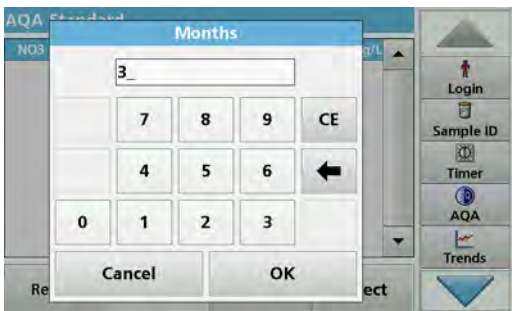 AQA Standard
Months
NO3
g/L
3_
7 8 9 CE
4 5 6
0 1 2 3
Cancel OK
Re
ect
Login
Sample ID
Timer
AQA
Trends